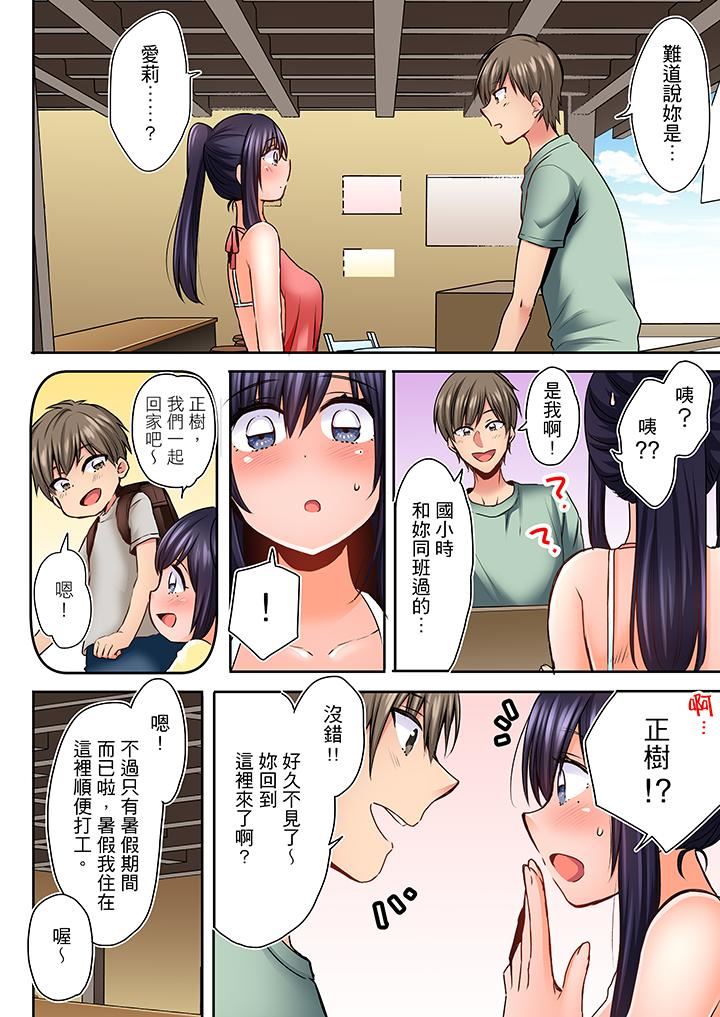 難道說妳是…
愛莉……？
咦？
咦??
是我啊！
國小時
和妳同班過的…
！
正樹，
我們一起
回家吧～
嗯！
啊…
正樹!?
沒錯!!
好久不見了～
妳回到
這裡來了啊？
嗯！
不過只有暑假期間
而已啦，暑假我住在
這裡順便打工。
喔～